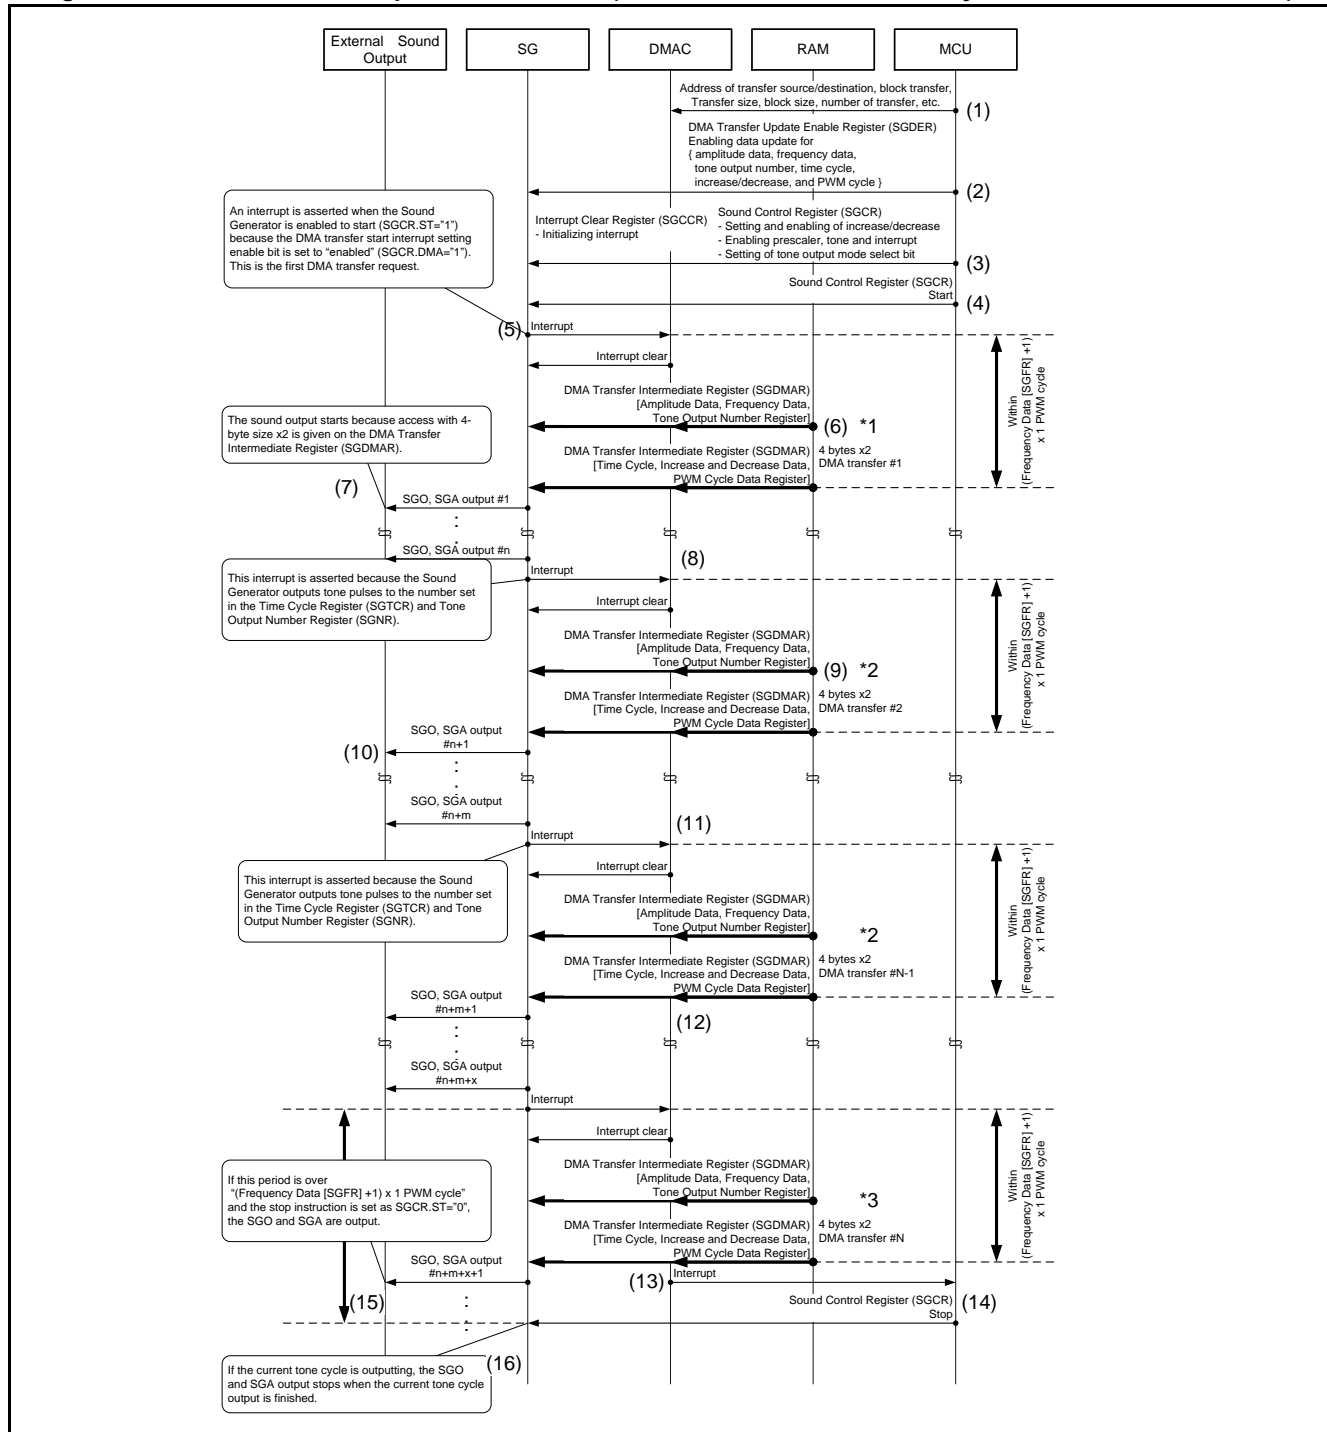 External Sound
Output
SG
DMAC
RAM
MCU
Address of transfer source/destination, block transfer,
Transfer size, block size, number of transfer, etc.
(1)
DMA Transfer Update Enable Register (SGDER)
Enabling data update for
{ amplitude data, frequency data,
tone output number, time cycle,
increase/decrease, and PWM cycle }
(2)
An interrupt is asserted when the Sound
Generator is enabled to start (SGCR.ST="1")
because the DMA transfer start interrupt setting
enable bit is set to “enabled” (SGCR.DMA="1").
This is the first DMA transfer request.
Interrupt Clear Register (SGCCR)
- Initializing interrupt
Sound Control Register (SGCR)
- Setting and enabling of increase/decrease
- Enabling prescaler, tone and interrupt
- Setting of tone output mode select bit
(3)
Sound Control Register (SGCR)
Start
(4)
(5)
Interrupt
Interrupt clear
DMA Transfer Intermediate Register (SGDMAR)
[Amplitude Data, Frequency Data,
Tone Output Number Register]
(6) *1
The sound output starts because access with 4-
byte size x2 is given on the DMA Transfer
Intermediate Register (SGDMAR).
DMA Transfer Intermediate Register (SGDMAR)
[Time Cycle, Increase and Decrease Data,
PWM Cycle Data Register]
4 bytes x2
DMA transfer #1
Within
(Frequency Data [SGFR] +1)
x 1 PWM cycle
(7)
SGO, SGA output #1
SGO, SGA output #n
(8)
Interrupt
This interrupt is asserted because the Sound
Generator outputs tone pulses to the number set
in the Time Cycle Register (SGTCR) and Tone
Output Number Register (SGNR).
Interrupt clear
DMA Transfer Intermediate Register (SGDMAR)
[Amplitude Data, Frequency Data,
Tone Output Number Register]
(9) *2
DMA Transfer Intermediate Register (SGDMAR)
[Time Cycle, Increase and Decrease Data,
PWM Cycle Data Register]
4 bytes x2
DMA transfer #2
Within
(Frequency Data [SGFR] +1)
x 1 PWM cycle
SGO, SGA output
#n+1
(10)
SGO, SGA output
#n+m
(11)
Interrupt
This interrupt is asserted because the Sound
Generator outputs tone pulses to the number set
in the Time Cycle Register (SGTCR) and Tone
Output Number Register (SGNR).
Interrupt clear
DMA Transfer Intermediate Register (SGDMAR)
[Amplitude Data, Frequency Data,
Tone Output Number Register]
*2
DMA Transfer Intermediate Register (SGDMAR)
[Time Cycle, Increase and Decrease Data,
PWM Cycle Data Register]
4 bytes x2
DMA transfer #N-1
Within
(Frequency Data [SGFR] +1)
x 1 PWM cycle
SGO, SGA output
#n+m+1
(12)
SGO, SGA output
#n+m+x
Interrupt
Interrupt clear
DMA Transfer Intermediate Register (SGDMAR)
[Amplitude Data, Frequency Data,
Tone Output Number Register]
*3
If this period is over
“(Frequency Data [SGFR] +1) x 1 PWM cycle”
and the stop instruction is set as SGCR.ST=”0”,
the SGO and SGA are output.
DMA Transfer Intermediate Register (SGDMAR)
[Time Cycle, Increase and Decrease Data,
PWM Cycle Data Register]
4 bytes x2
DMA transfer #N
Within
(Frequency Data [SGFR] +1)
x 1 PWM cycle
SGO, SGA output
#n+m+x+1
(13)
Interrupt
(15)
Sound Control Register (SGCR)
Stop
(14)
(16)
If the current tone cycle is outputting, the SGO
and SGA output stops when the current tone cycle
output is finished.